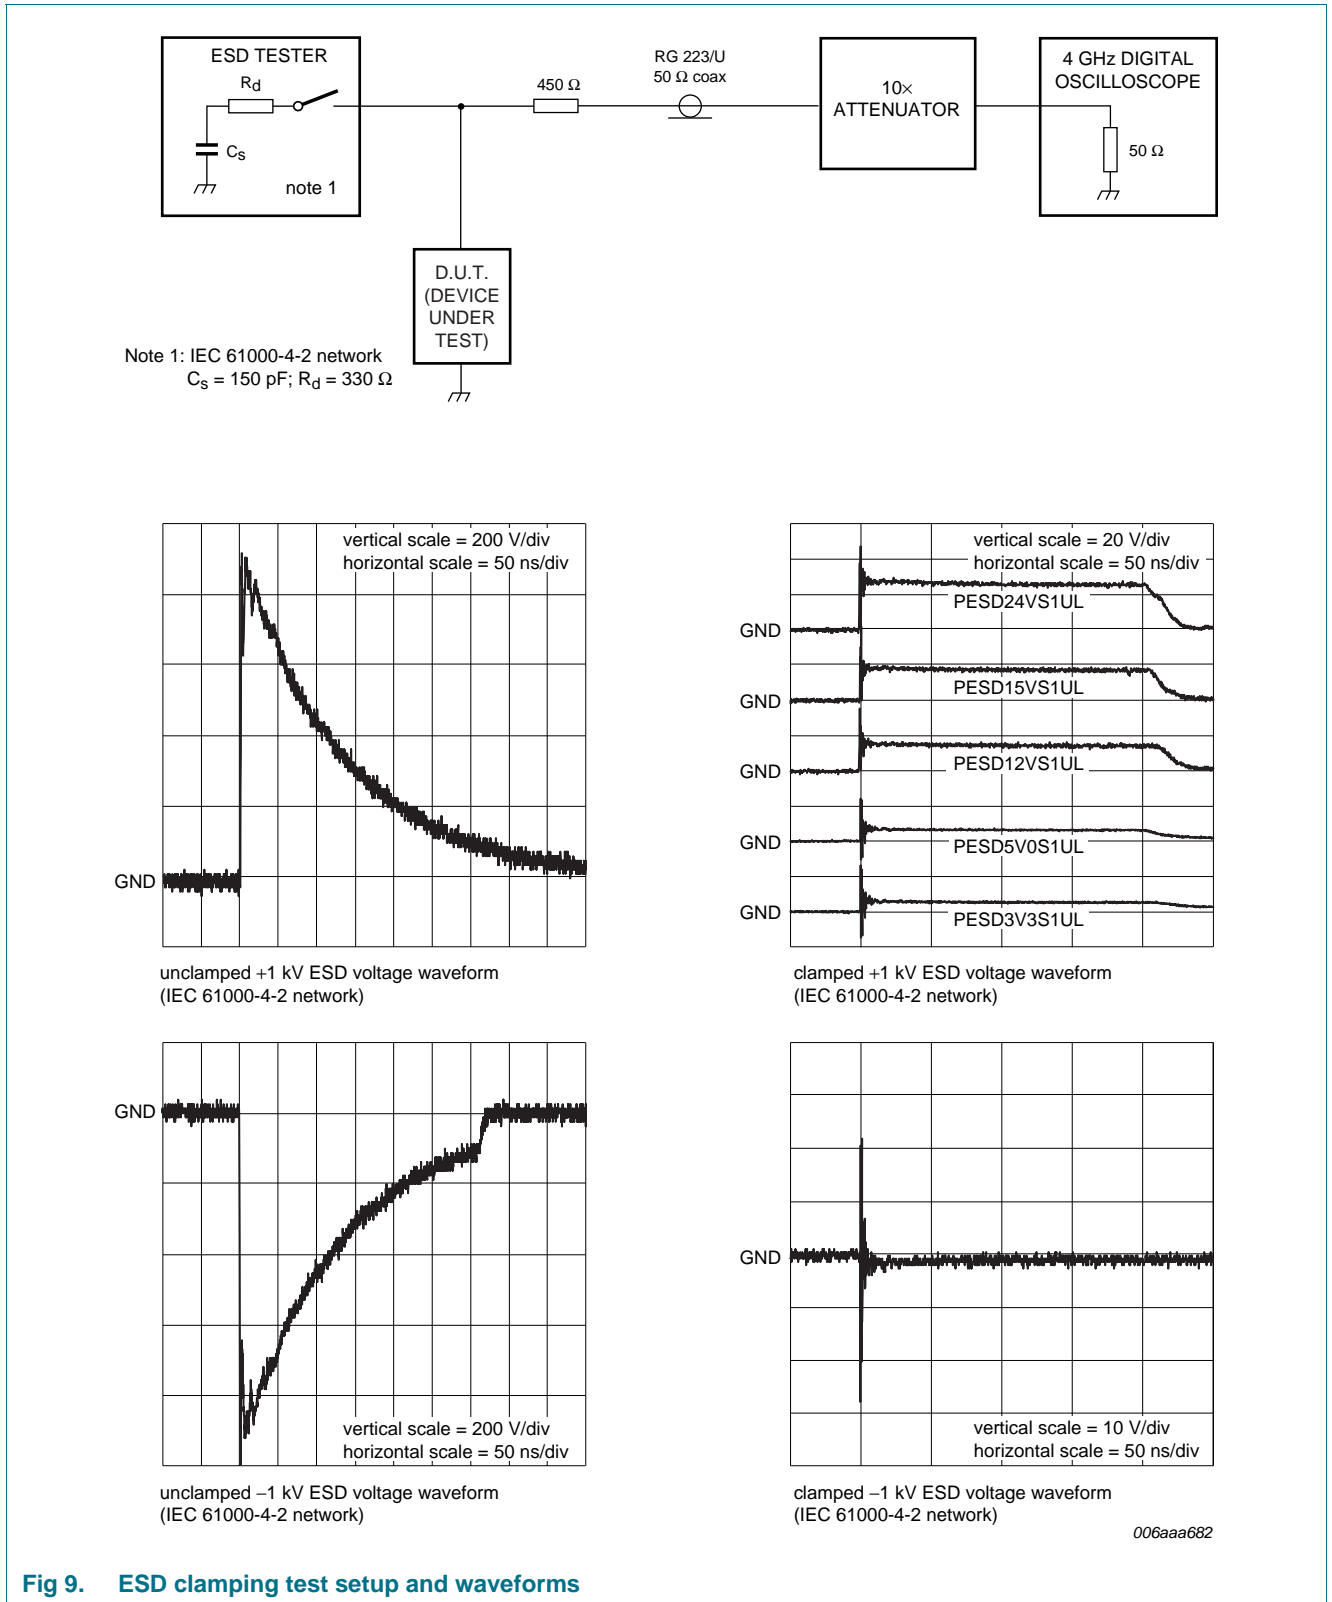 ESD TESTER
Rd
Cs
note 1
450 Ω
RG 223/U
50 Ω coax
10×
ATTENUATOR
4 GHz DIGITAL
OSCILLOSCOPE
50 Ω
D.U.T.
(DEVICE
UNDER
TEST)
Note 1: IEC 61000-4-2 network
Cs = 150 pF; Rd = 330 Ω
vertical scale = 200 V/div
horizontal scale = 50 ns/div
GND
unclamped +1 kV ESD voltage waveform
(IEC 61000-4-2 network)
vertical scale = 20 V/div
horizontal scale = 50 ns/div
PESD24VS1UL
GND
PESD15VS1UL
GND
PESD12VS1UL
GND
PESD5V0S1UL
GND
PESD3V3S1UL
GND
clamped +1 kV ESD voltage waveform
(IEC 61000-4-2 network)
GND
vertical scale = 200 V/div
horizontal scale = 50 ns/div
unclamped −1 kV ESD voltage waveform
(IEC 61000-4-2 network)
GND
vertical scale = 10 V/div
horizontal scale = 50 ns/div
clamped −1 kV ESD voltage waveform
(IEC 61000-4-2 network)
006aaa682
Fig 9. ESD clamping test setup and waveforms